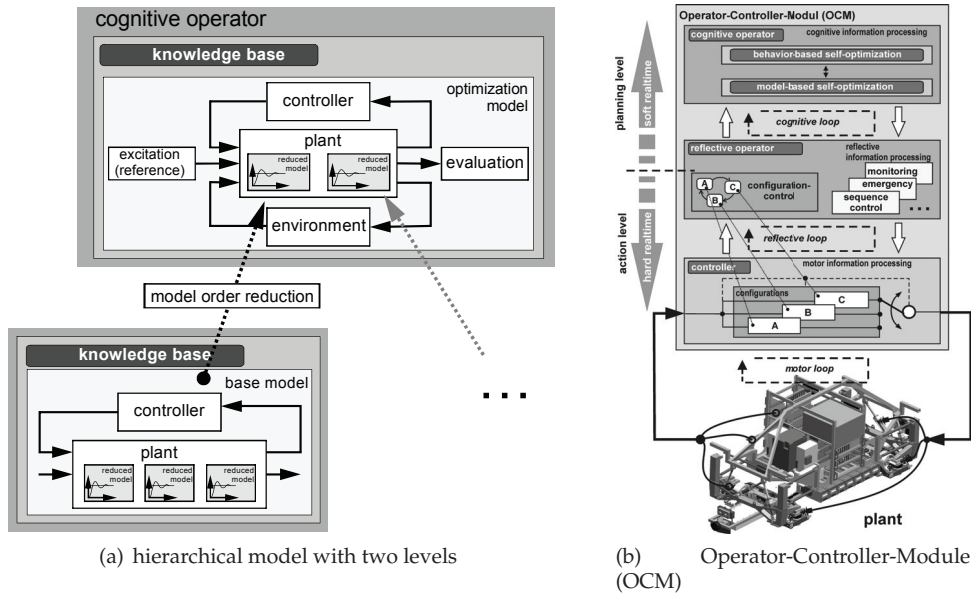 cognitive operator
knowledge base
optimization
model
controller
plant
excitation
(reference)
reduced
model
reduced
model
evaluation
environment
model order reduction
knowledge base
base model
controller
plant
reduced
model
reduced
model
reduced
model
. . .
(a) hierarchical model with two levels
Operator-Controller-Nodul (OCM)
cognitive operator
cognitive information processing
behavior-based self-optimization
model-based self-optimization
planning level
soft realtime
cognitive loop
reflective operator
reflective
information processing
A
C
B
configuration-
control
monitoring
emergency
sequence
control
. . .
action level
hard realtime
reflective loop
controller
motor information processing
configurations
C
B
A
motor loop
plant
(b) Operator-Controller-Module
(OCM)